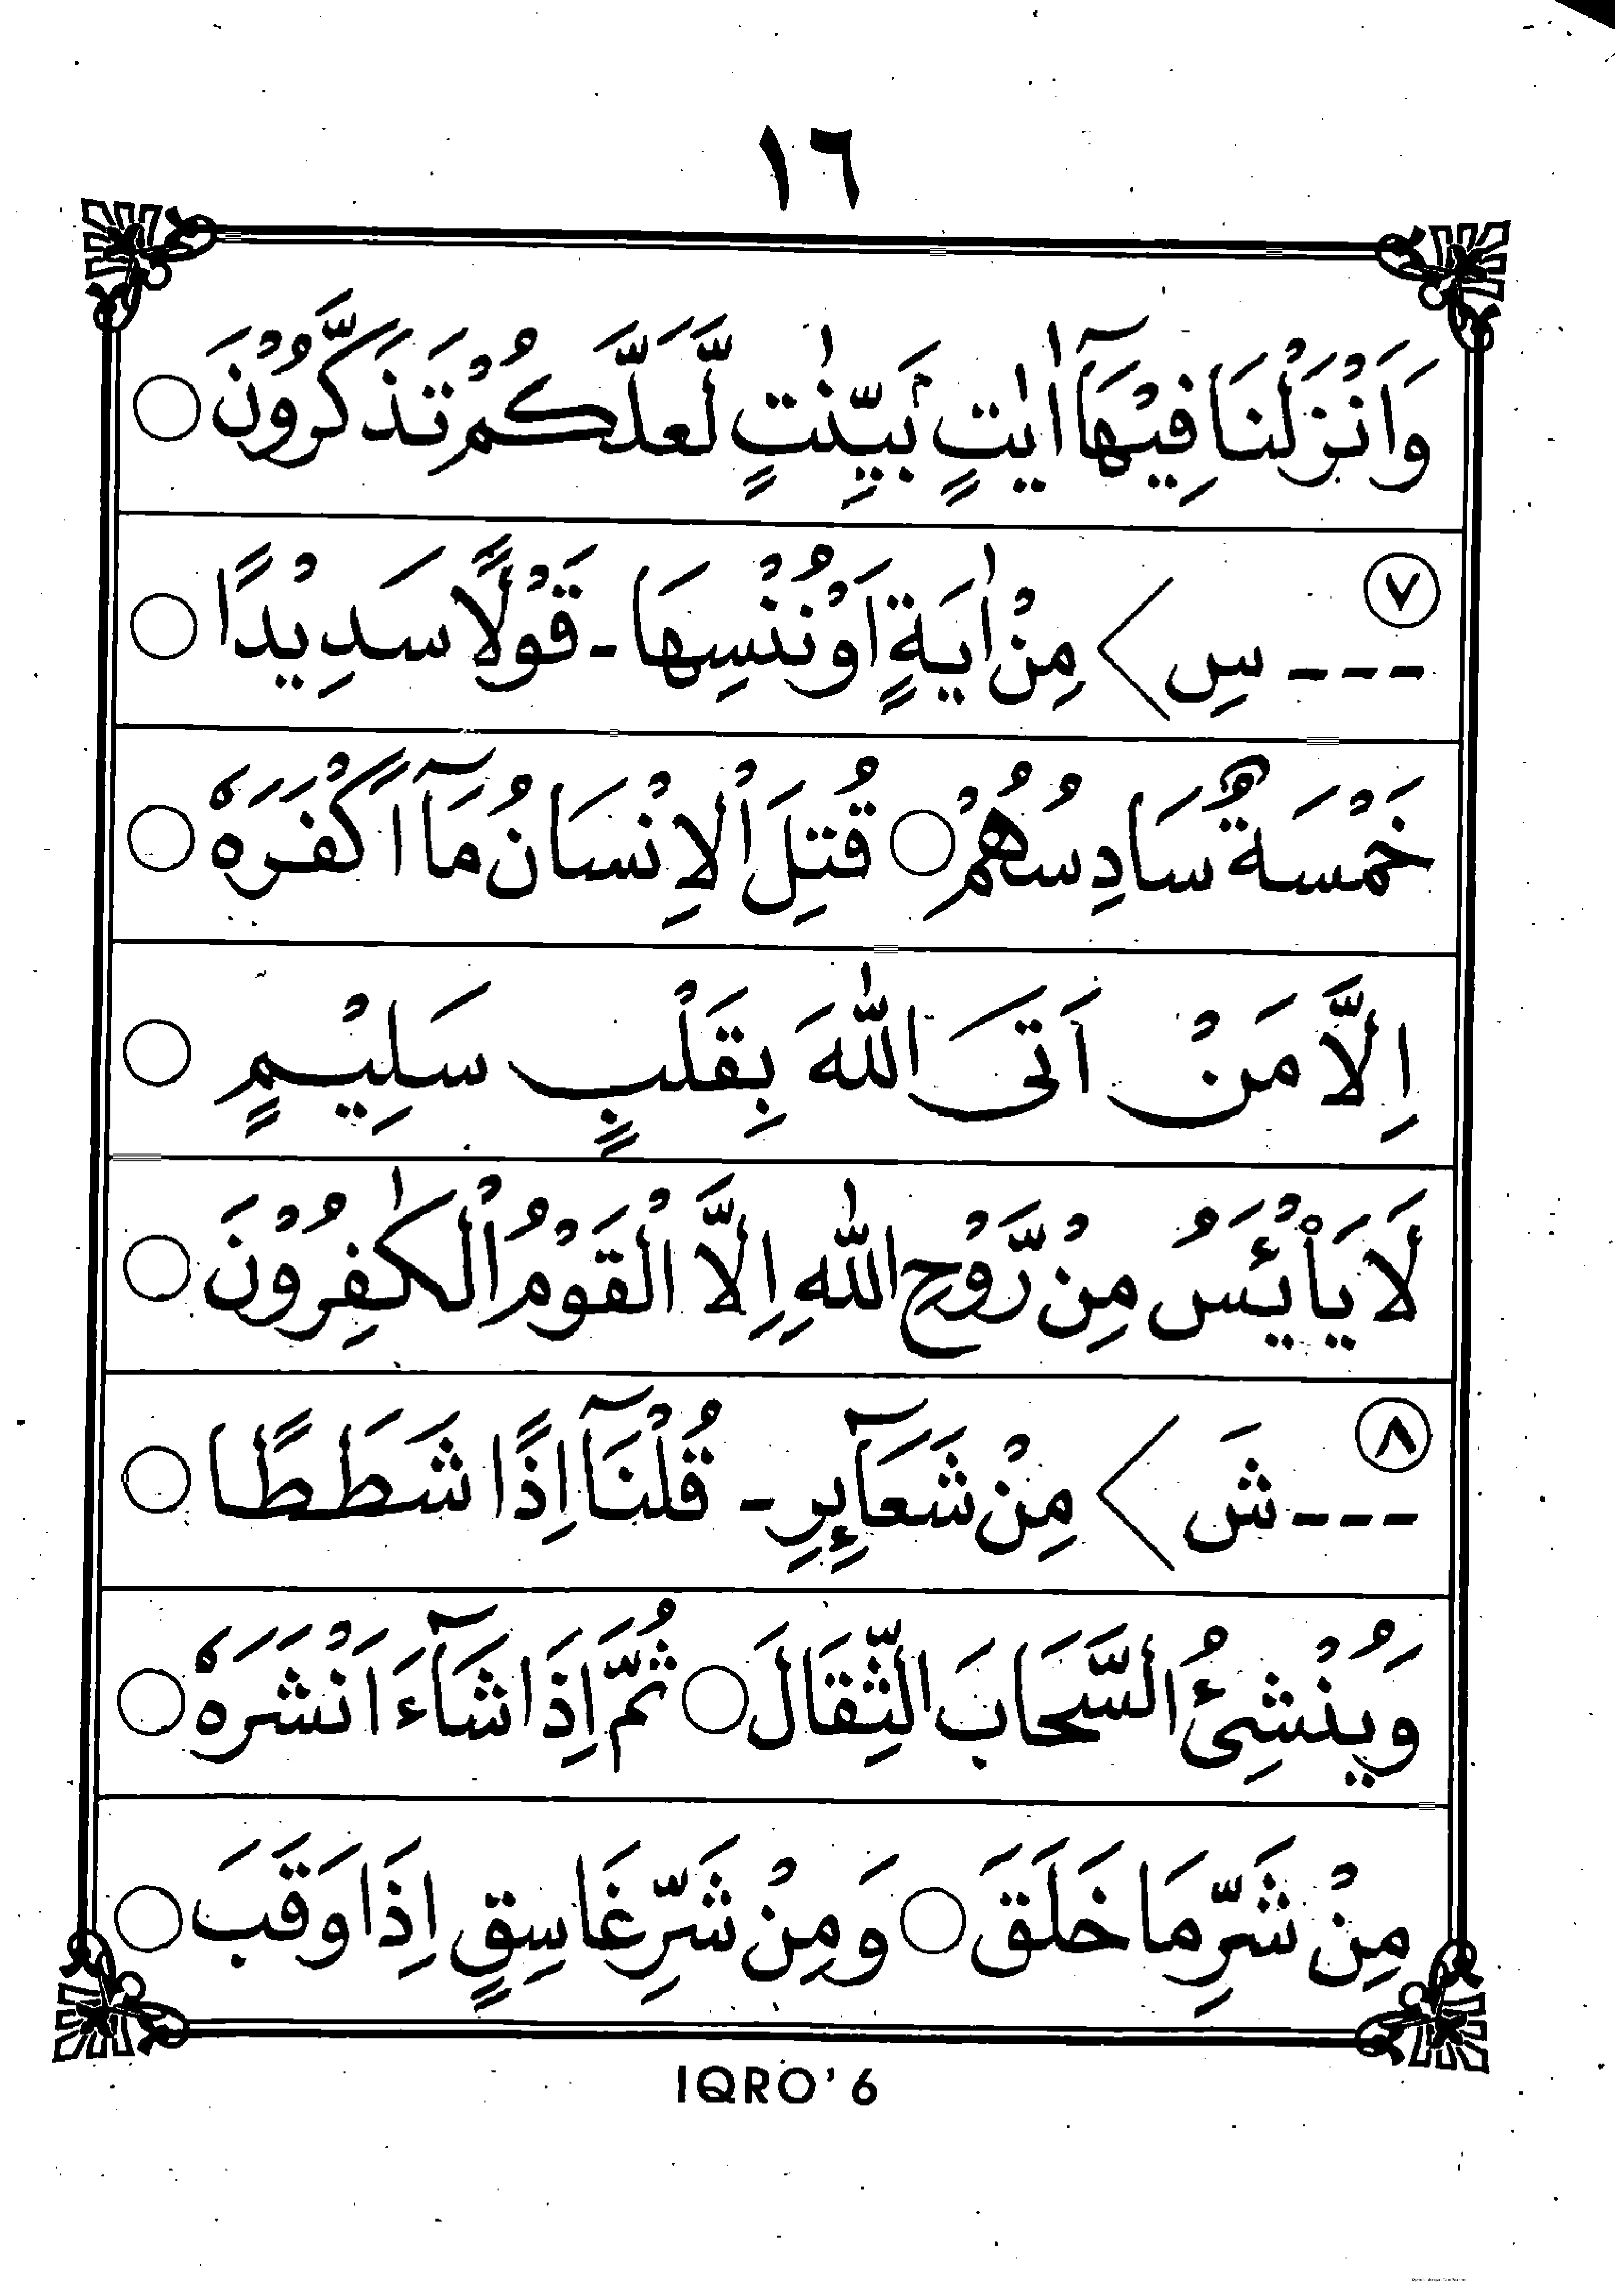 ١٦
وَاَنْزَلْنَا فِيْهَآ اٰيٰتٍۢ بَيِّنٰتٍ لَّعَلَّكُمْ تَذَكَّرُوْنَ ○
٧ - - - سِ < مِنْ اٰيَةٍ اَوْ نُنْسِهَا - قَوْلًا سَدِيْدًا ○
خَمْسَةٌ سَادِسُهُمْ ○ قُتِلَ الْاِنْسَانُ مَآ اَكْفَرَهٗ ○
اِلَّا مَنْ اَتَى اللّٰهَ بِقَلْبٍ سَلِيْمٍ ○
لَا يَا۟يْـَٔسُ مِنْ رَّوْحِ اللّٰهِ اِلَّا الْقَوْمُ الْكٰفِرُوْنَ ○
٨ - - - شَ < مِنْ شَعَآئِرِ - قُلْنَآ اِذًا شَطَطًا ○
وَيُنْشِئُ السَّحَابَ الثِّقَالَ ○ ثُمَّ اِذَا شَآءَ اَنْشَرَهٗ ○
مِنْ شَرِّ مَا خَلَقَ ○ وَمِنْ شَرِّ غَاسِقٍ اِذَا وَقَبَ ○
IQRO' 6